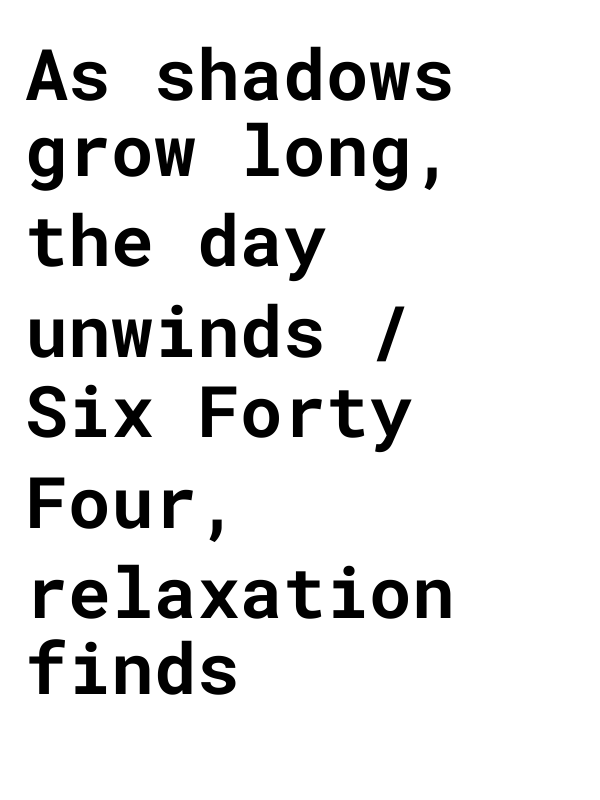 As shadows
grow long,
the day
unwinds /
Six Forty
Four,
relaxation
finds